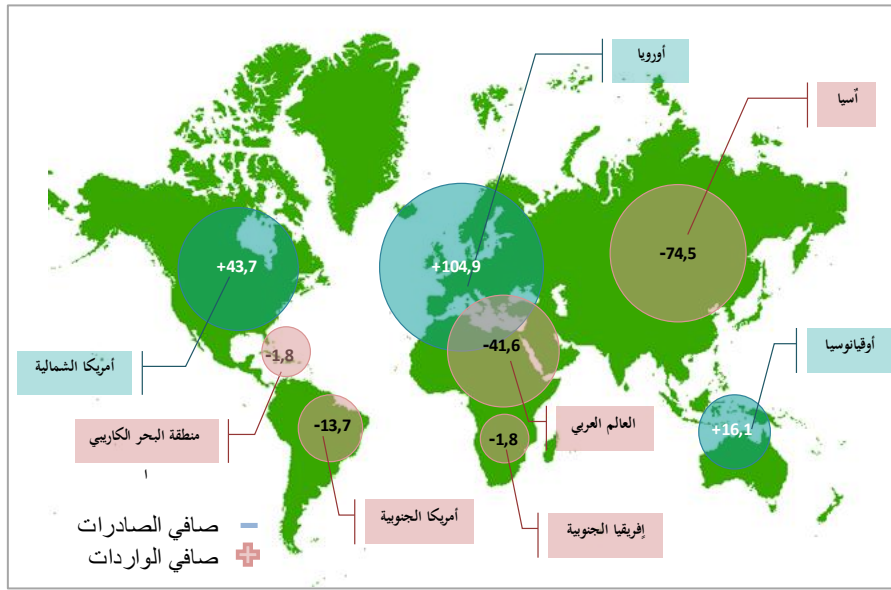 أورويا
آسيا
+43,7
+104,9
-74,5
-1,8
-41,6
أوقيانوسيا
أمريكا الشمالية
-13,7
-1,8
+16,1
منطقة البحر الكاريبي
ا
العالم العربي
أمريكا الجنوبية
إفريقيا الجنوبية
صافي الصادرات
صافي الواردات